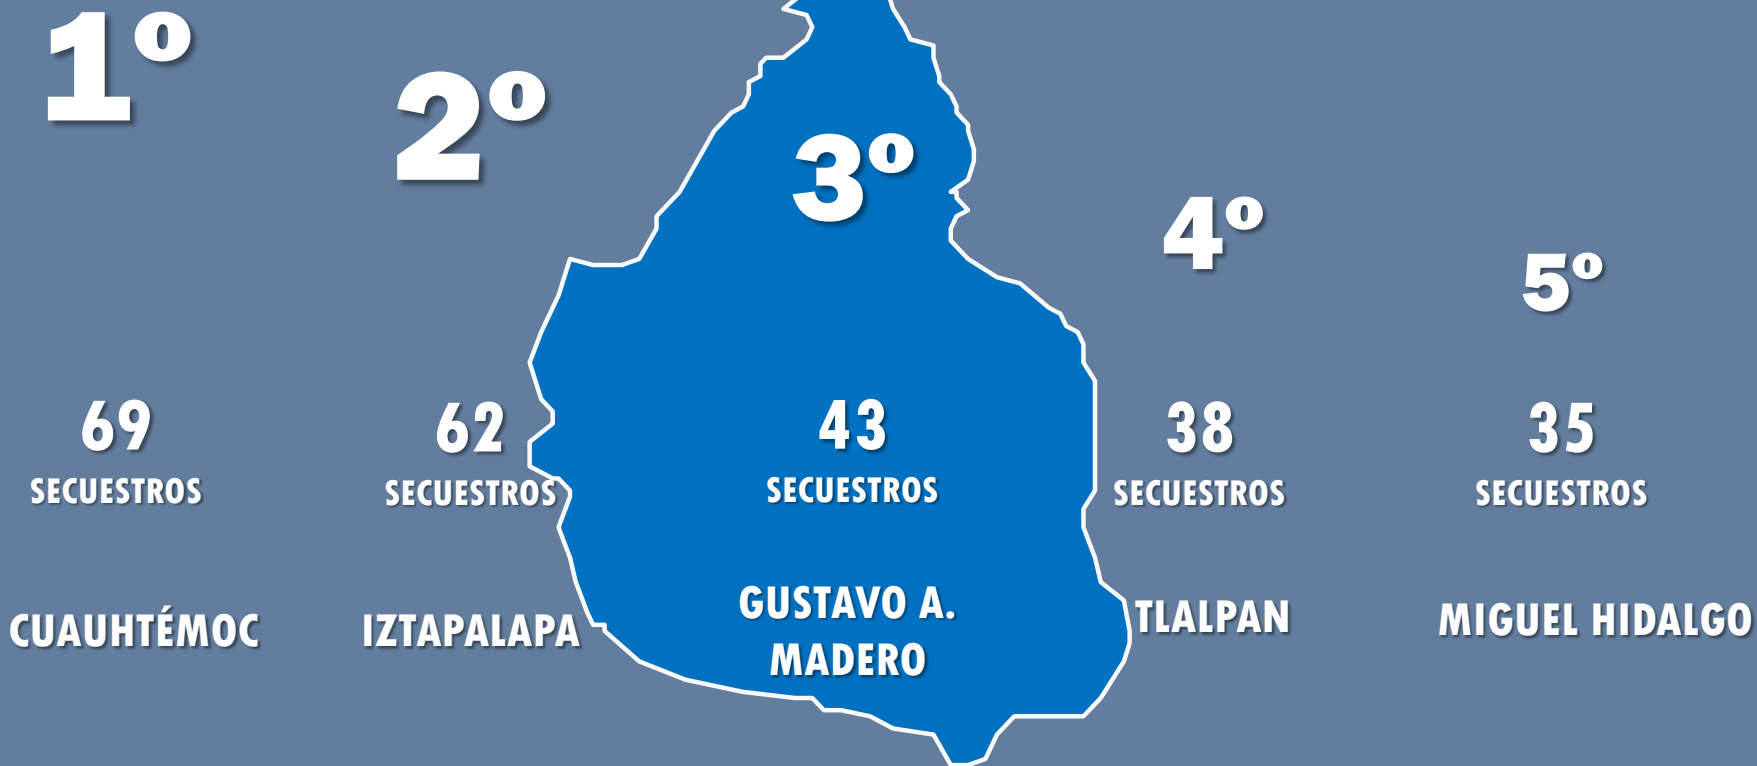 1º
69
SECUESTROS
CUAUHTÉMOC
2º
62
SECUESTROS
IZTAPALAPA
3º
43
SECUESTROS
GUSTAVO A.
MADERO
4º
38
SECUESTROS
TLALPAN
5º
35
SECUESTROS
MIGUEL HIDALGO